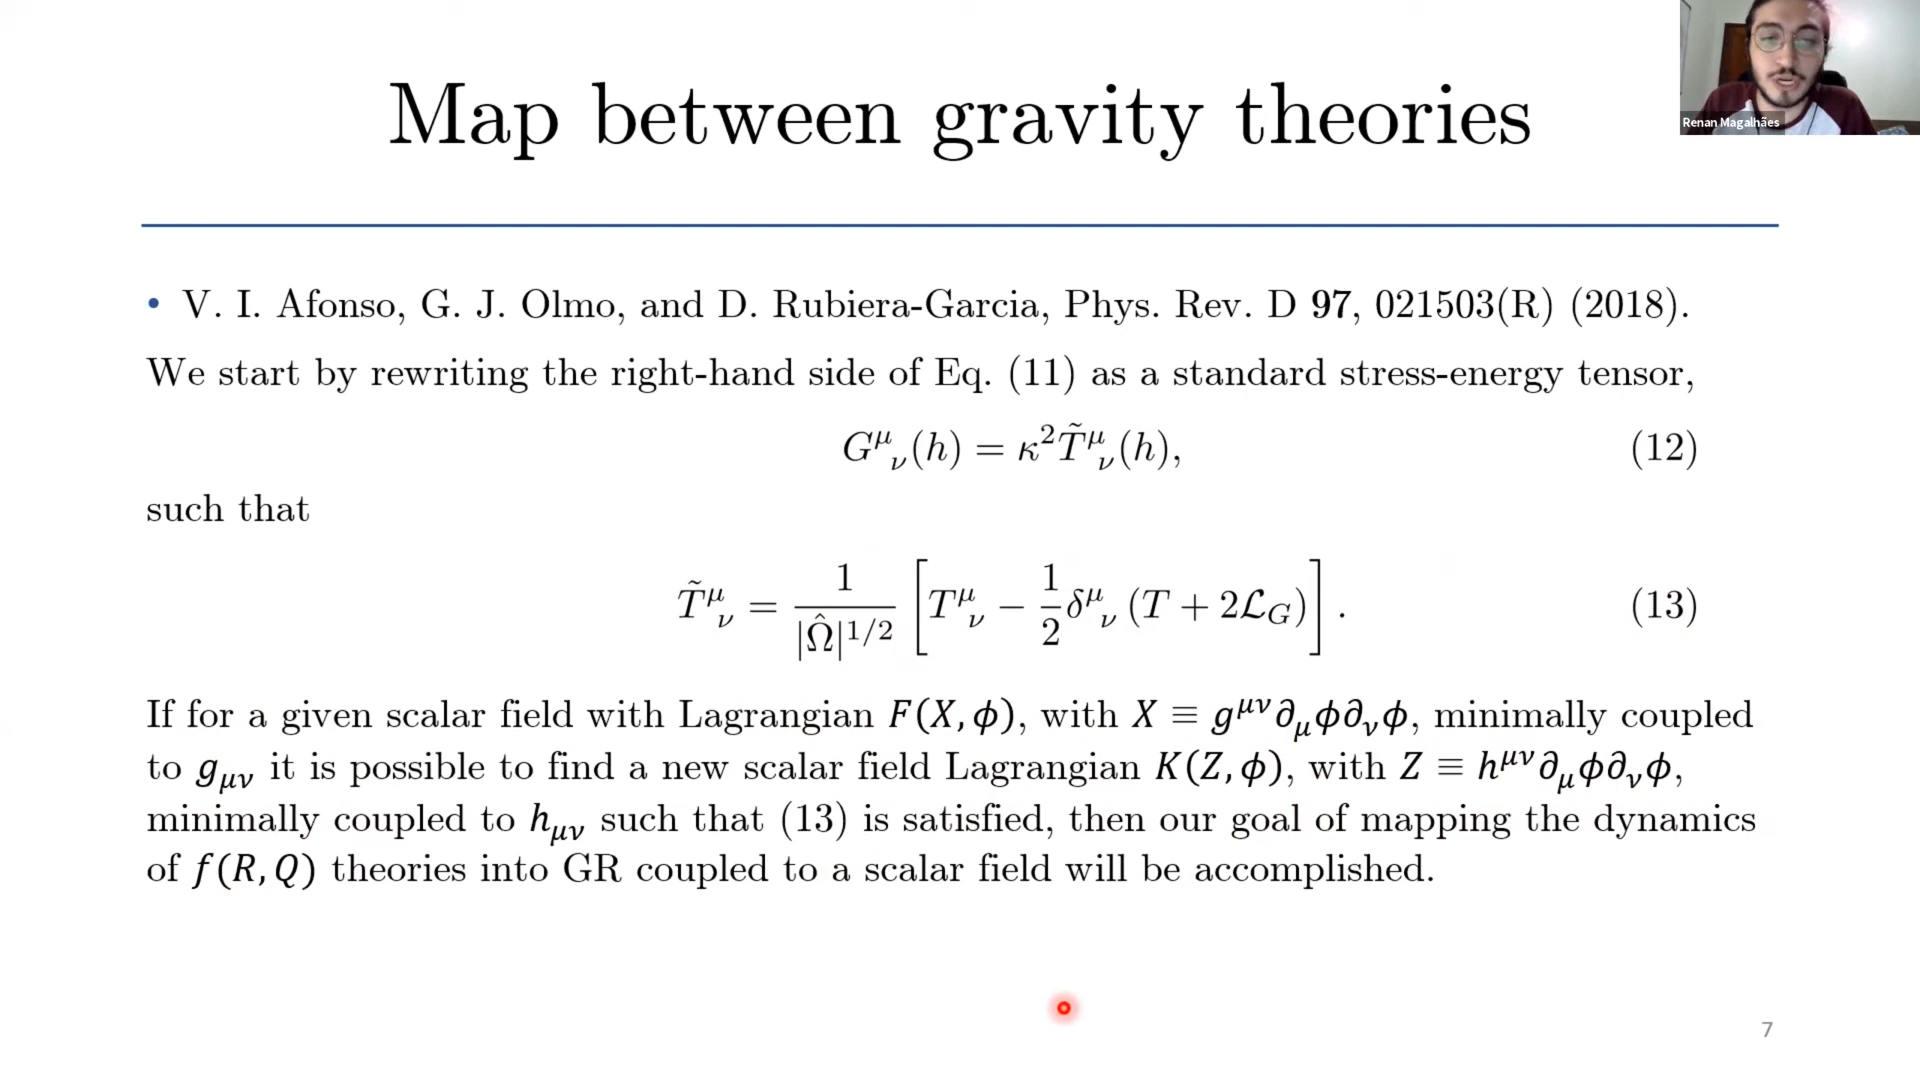 Map between gravity theories
Renan Magalhães
• V. I. Afonso, G. J. Olmo, and D. Rubiera-Garcia, Phys. Rev. D 97, 021503(R) (2018).
We start by rewriting the right-hand side of Eq. (11) as a standard stress-energy tensor,
G^μ_ν(h) = κ²T̃^μ_ν(h), (12)
such that
T̃^μ_ν = 1/|Ω̂|^{1/2} [T^μ_ν − 1/2 δ^μ_ν (T + 2ℒ_G)]. (13)
If for a given scalar field with Lagrangian F(X, ϕ), with X ≡ g^{μν}∂_μϕ∂_νϕ, minimally coupled
to g_{μν} it is possible to find a new scalar field Lagrangian K(Z, ϕ), with Z ≡ h^{μν}∂_μϕ∂_νϕ,
minimally coupled to h_{μν} such that (13) is satisfied, then our goal of mapping the dynamics
of f(R, Q) theories into GR coupled to a scalar field will be accomplished.
7